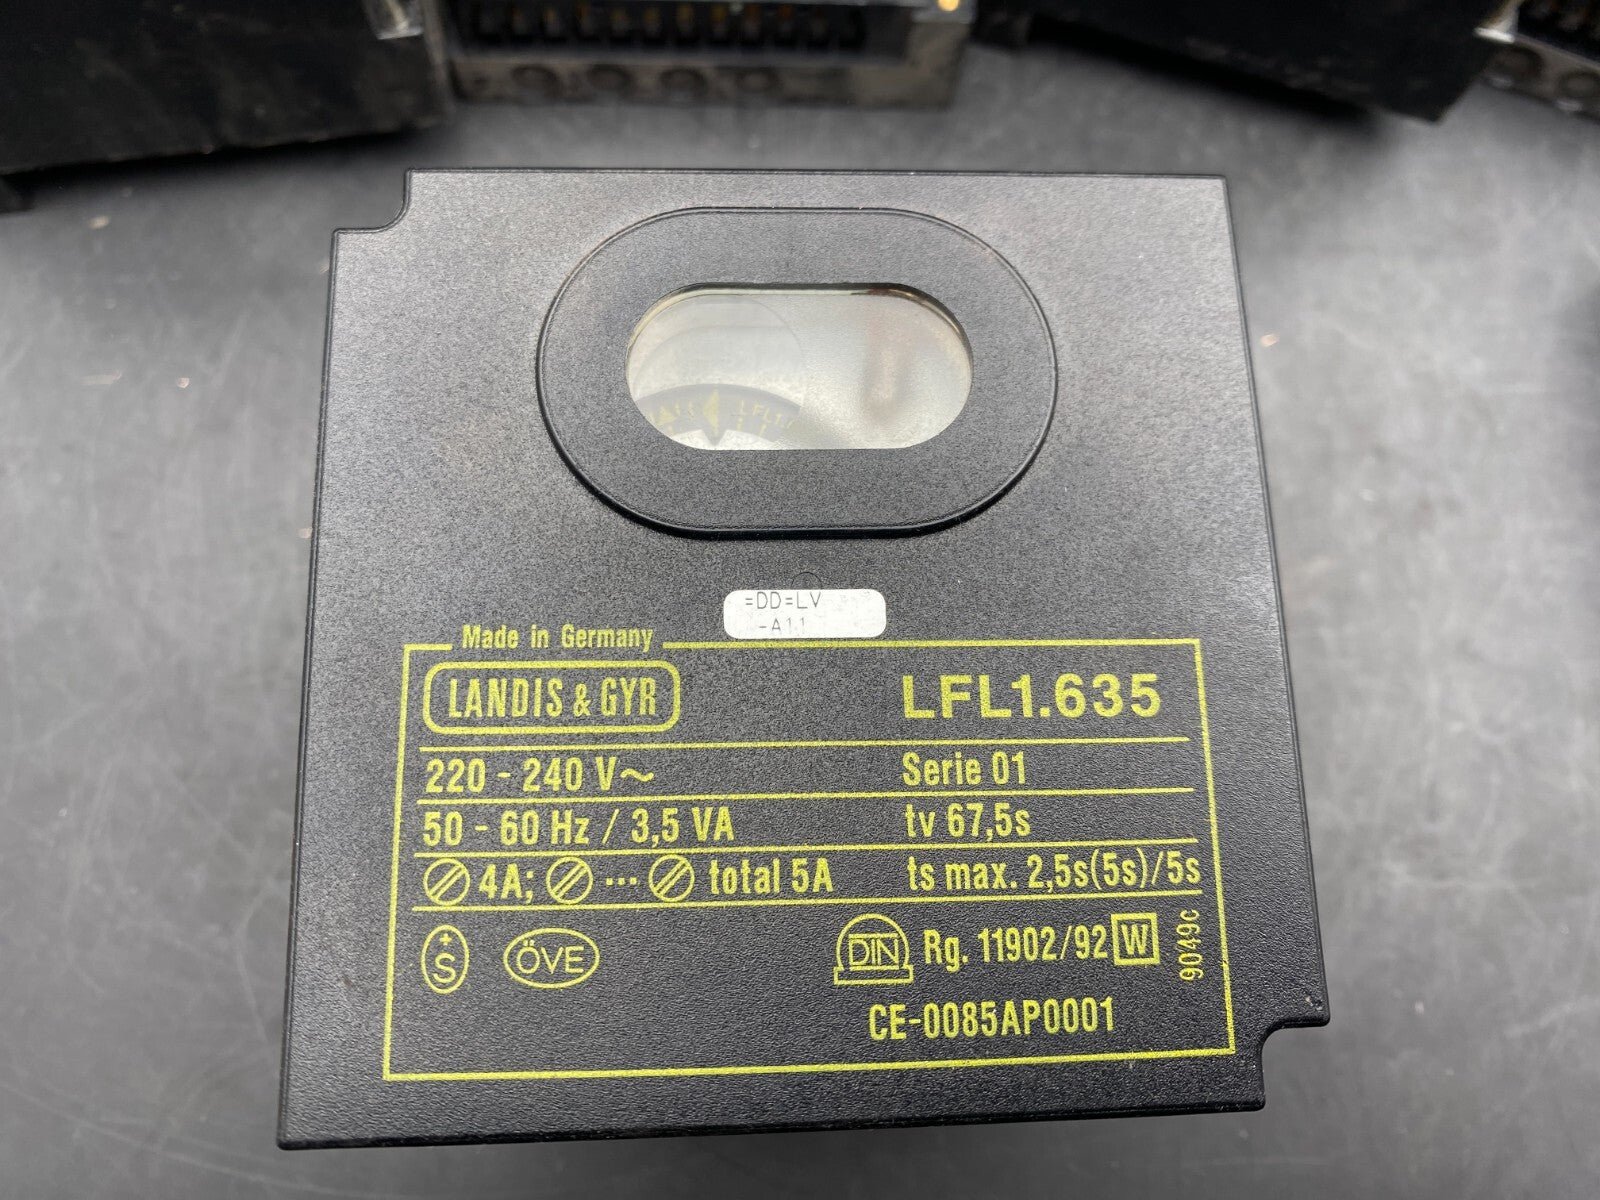 LFL1.
=DD=LV
-A11
Made in Germany
LANDIS & GYR
LFL1.635
220 - 240 V~
Serie 01
50 - 60 Hz / 3,5 VA
tv 67,5s
4A; ... total 5A
ts max. 2,5s(5s)/5s
+S
ÖVE
DIN Rg. 11902/92 W
9049c
CE-0085AP0001